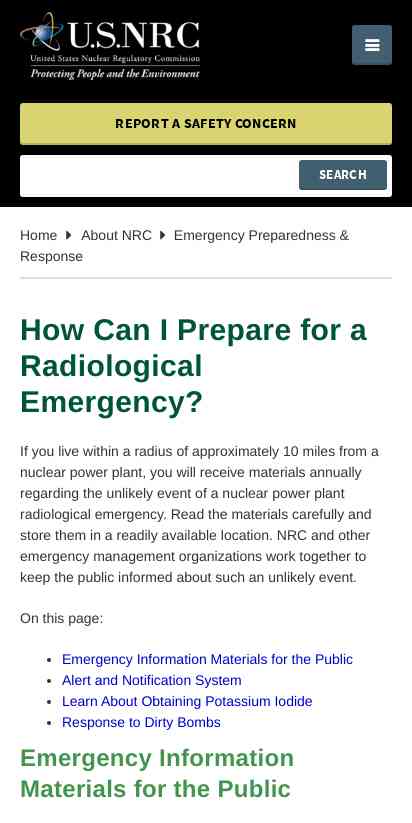 U.S.NRC
United States Nuclear Regulatory Commission
Protecting People and the Environment
REPORT A SAFETY CONCERN
SEARCH
Home About NRC Emergency Preparedness &
Response
How Can I Prepare for a
Radiological
Emergency?
If you live within a radius of approximately 10 miles from a
nuclear power plant, you will receive materials annually
regarding the unlikely event of a nuclear power plant
radiological emergency. Read the materials carefully and
store them in a readily available location. NRC and other
emergency management organizations work together to
keep the public informed about such an unlikely event.
On this page:
• Emergency Information Materials for the Public
• Alert and Notification System
• Learn About Obtaining Potassium Iodide
• Response to Dirty Bombs
Emergency Information
Materials for the Public